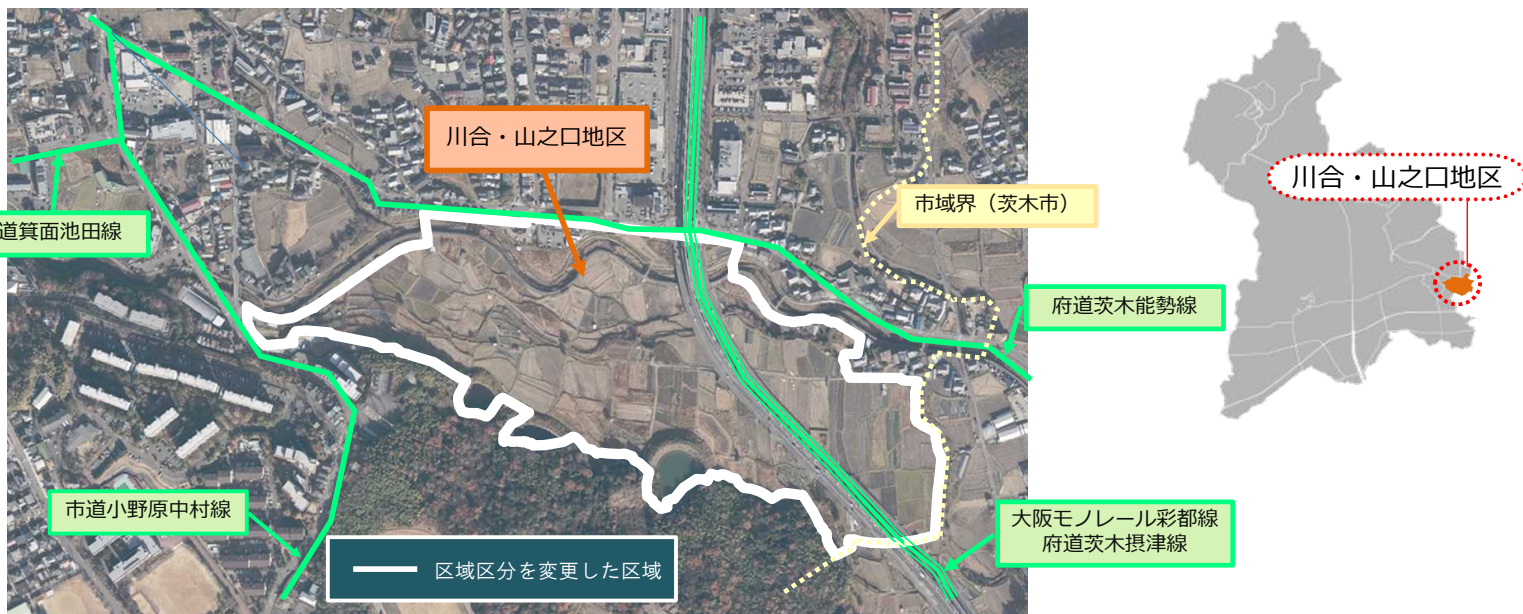 川合・山之口地区
川合・山之口地区
市域界（茨木市）
道箕面池田線
府道茨木能勢線
市道小野原中村線
大阪モノレール彩都線
府道茨木摂津線
区域区分を変更した区域